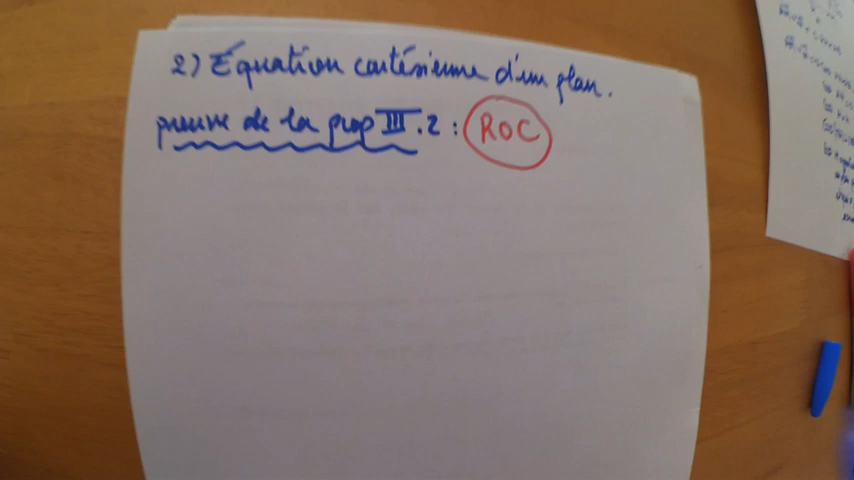 2) Équation cartésienne d'un plan.
preuve de la prop III.2 : ROC